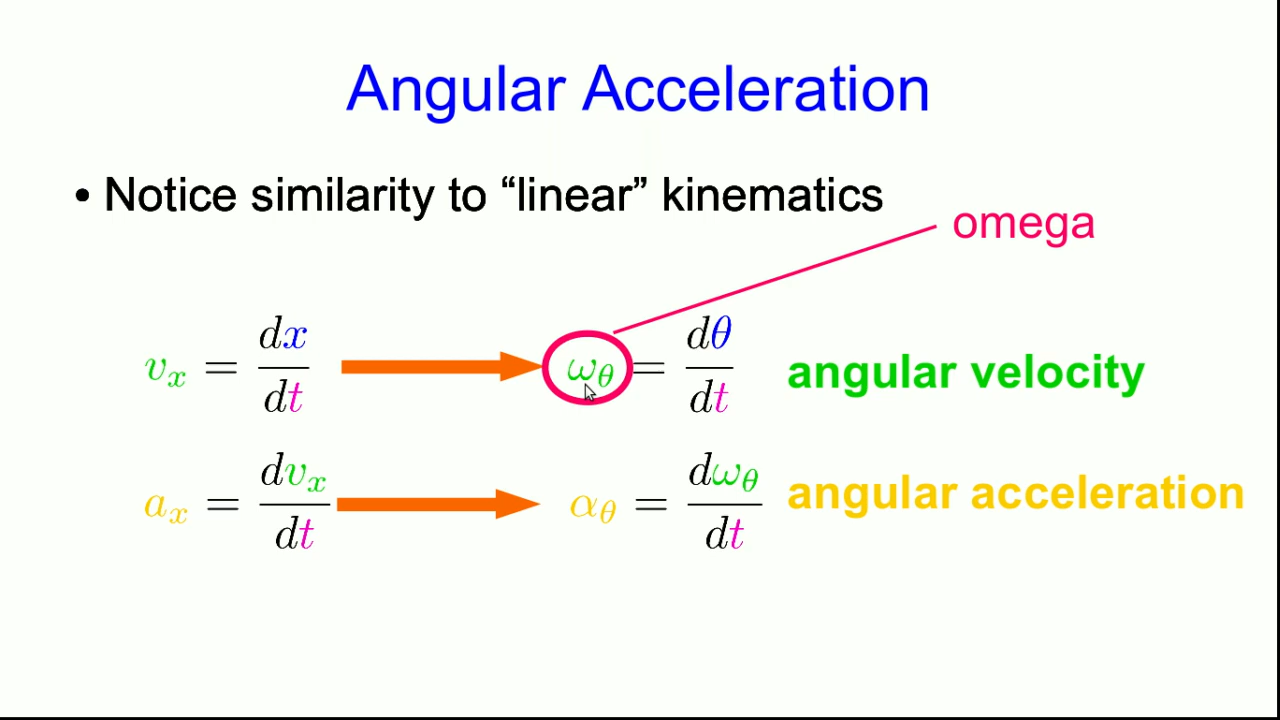 Angular Acceleration
• Notice similarity to “linear” kinematics
omega
v_x = dx/dt → ω_θ = dθ/dt angular velocity
a_x = dv_x/dt → α_θ = dω_θ/dt angular acceleration